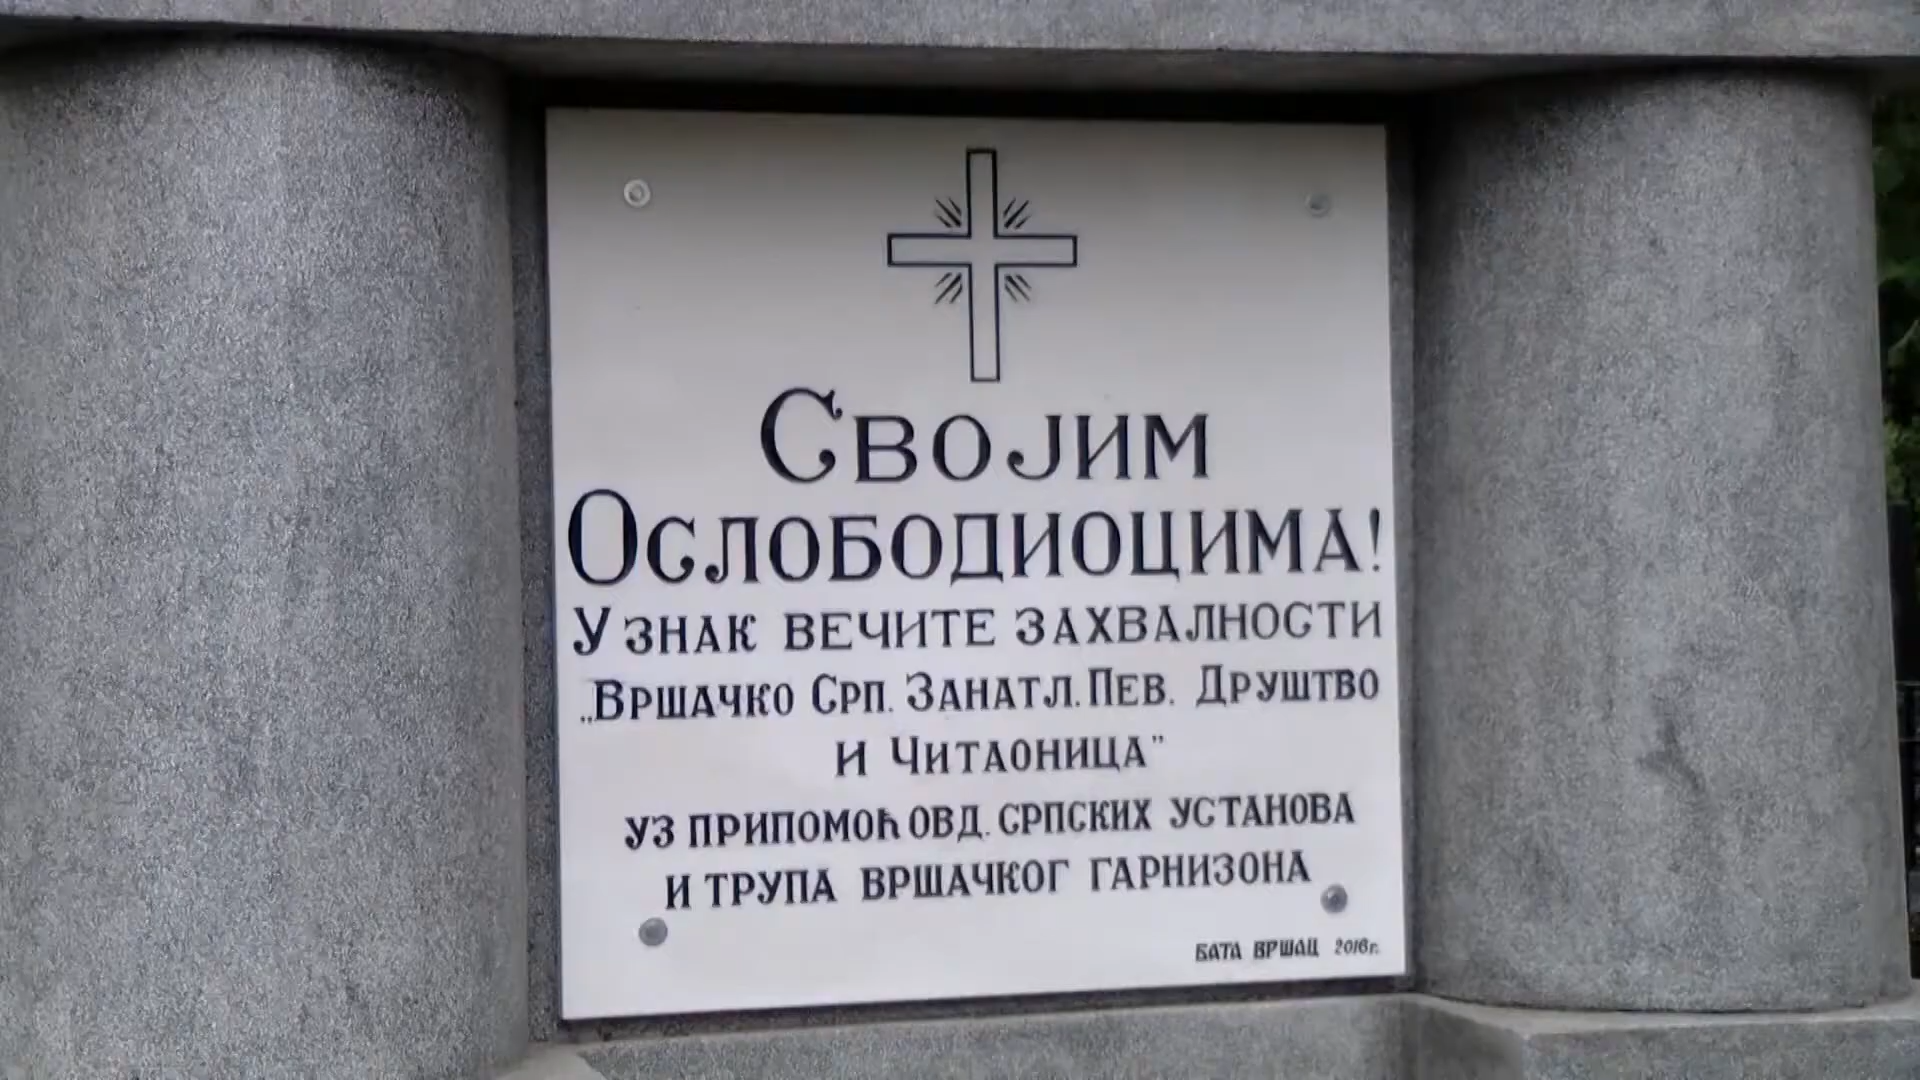 Својим
Ослободиоцима!
У знак вечите захвалности
„Вршачко Срп. Занатл. Пев. Друштво
и Читаоница”
уз припомоћ овд. српских установа
и трупа вршачког гарнизона
БАТА ВРШАЦ 2016г.